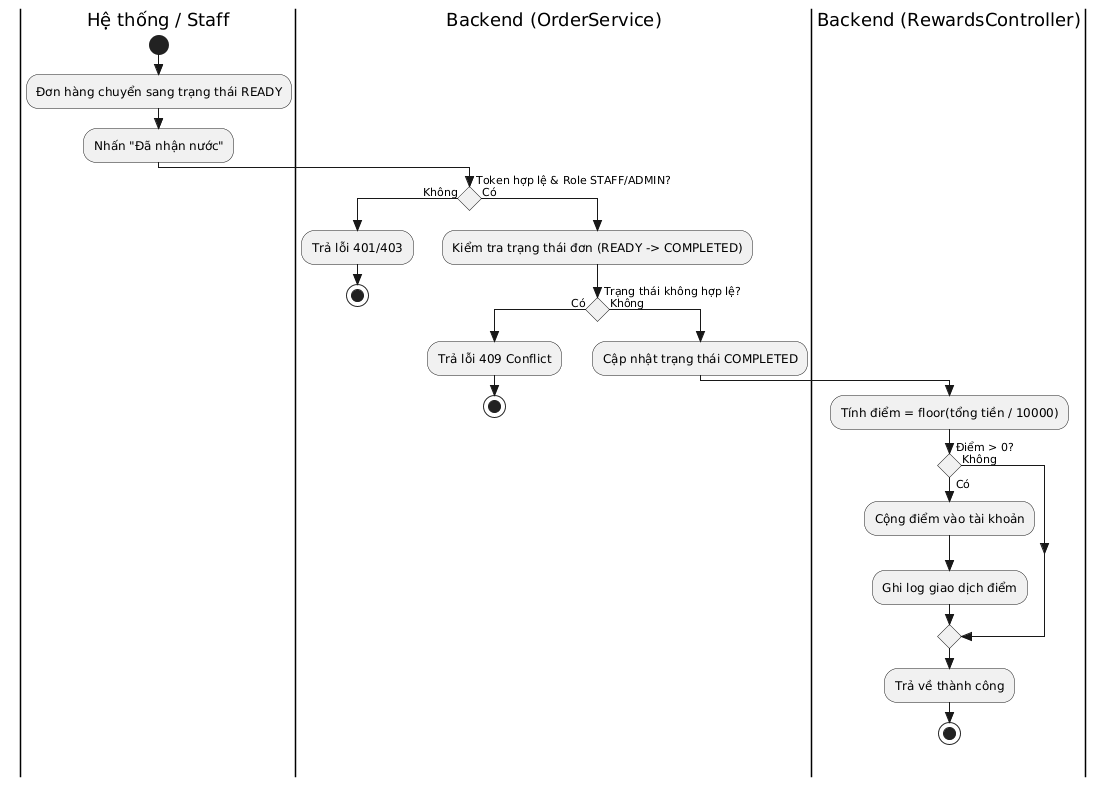 Hệ thống / Staff
Backend (OrderService)
Backend (RewardsController)
Đơn hàng chuyển sang trạng thái READY
Nhấn "Đã nhận nước"
Token hợp lệ & Role STAFF/ADMIN?
Không
Có
Trả lỗi 401/403
Kiểm tra trạng thái đơn (READY -> COMPLETED)
Trạng thái không hợp lệ?
Có
Không
Trả lỗi 409 Conflict
Cập nhật trạng thái COMPLETED
Tính điểm = floor(tổng tiền / 10000)
Điểm > 0?
Không
Có
Cộng điểm vào tài khoản
Ghi log giao dịch điểm
Trả về thành công